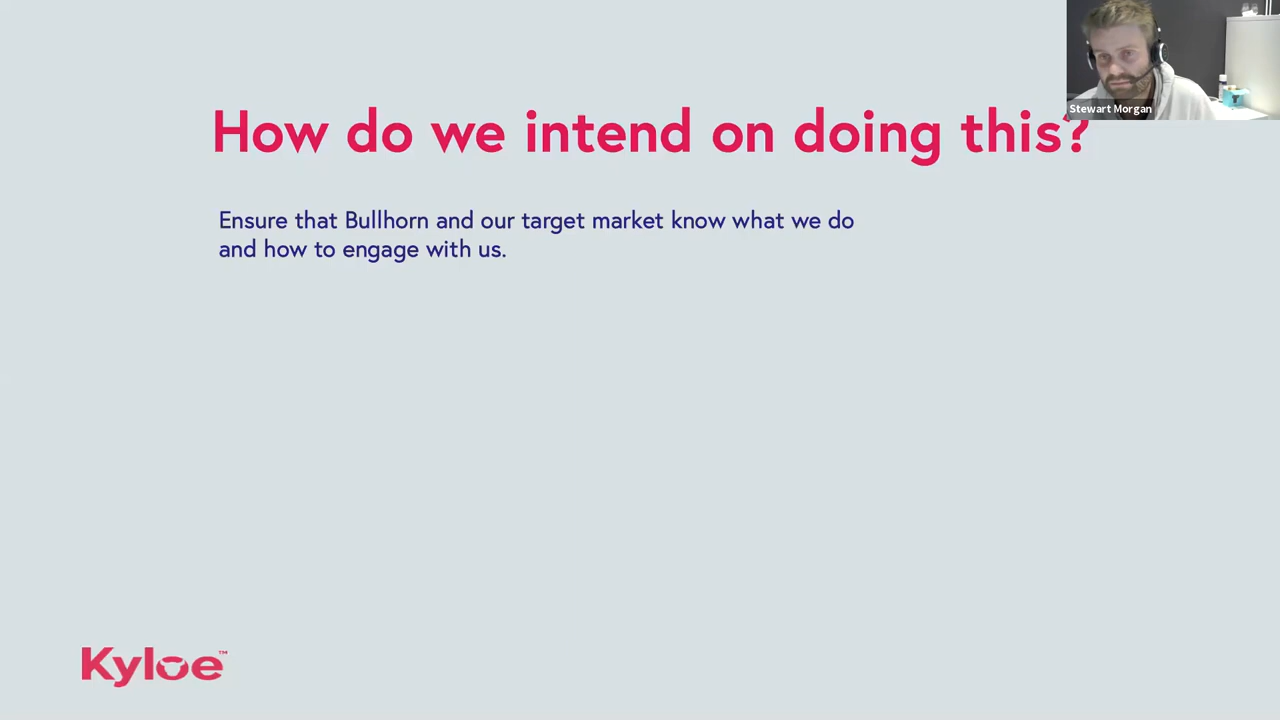 Stewart Morgan
How do we intend on doing this?
Ensure that Bullhorn and our target market know what we do
and how to engage with us.
Kyloe™